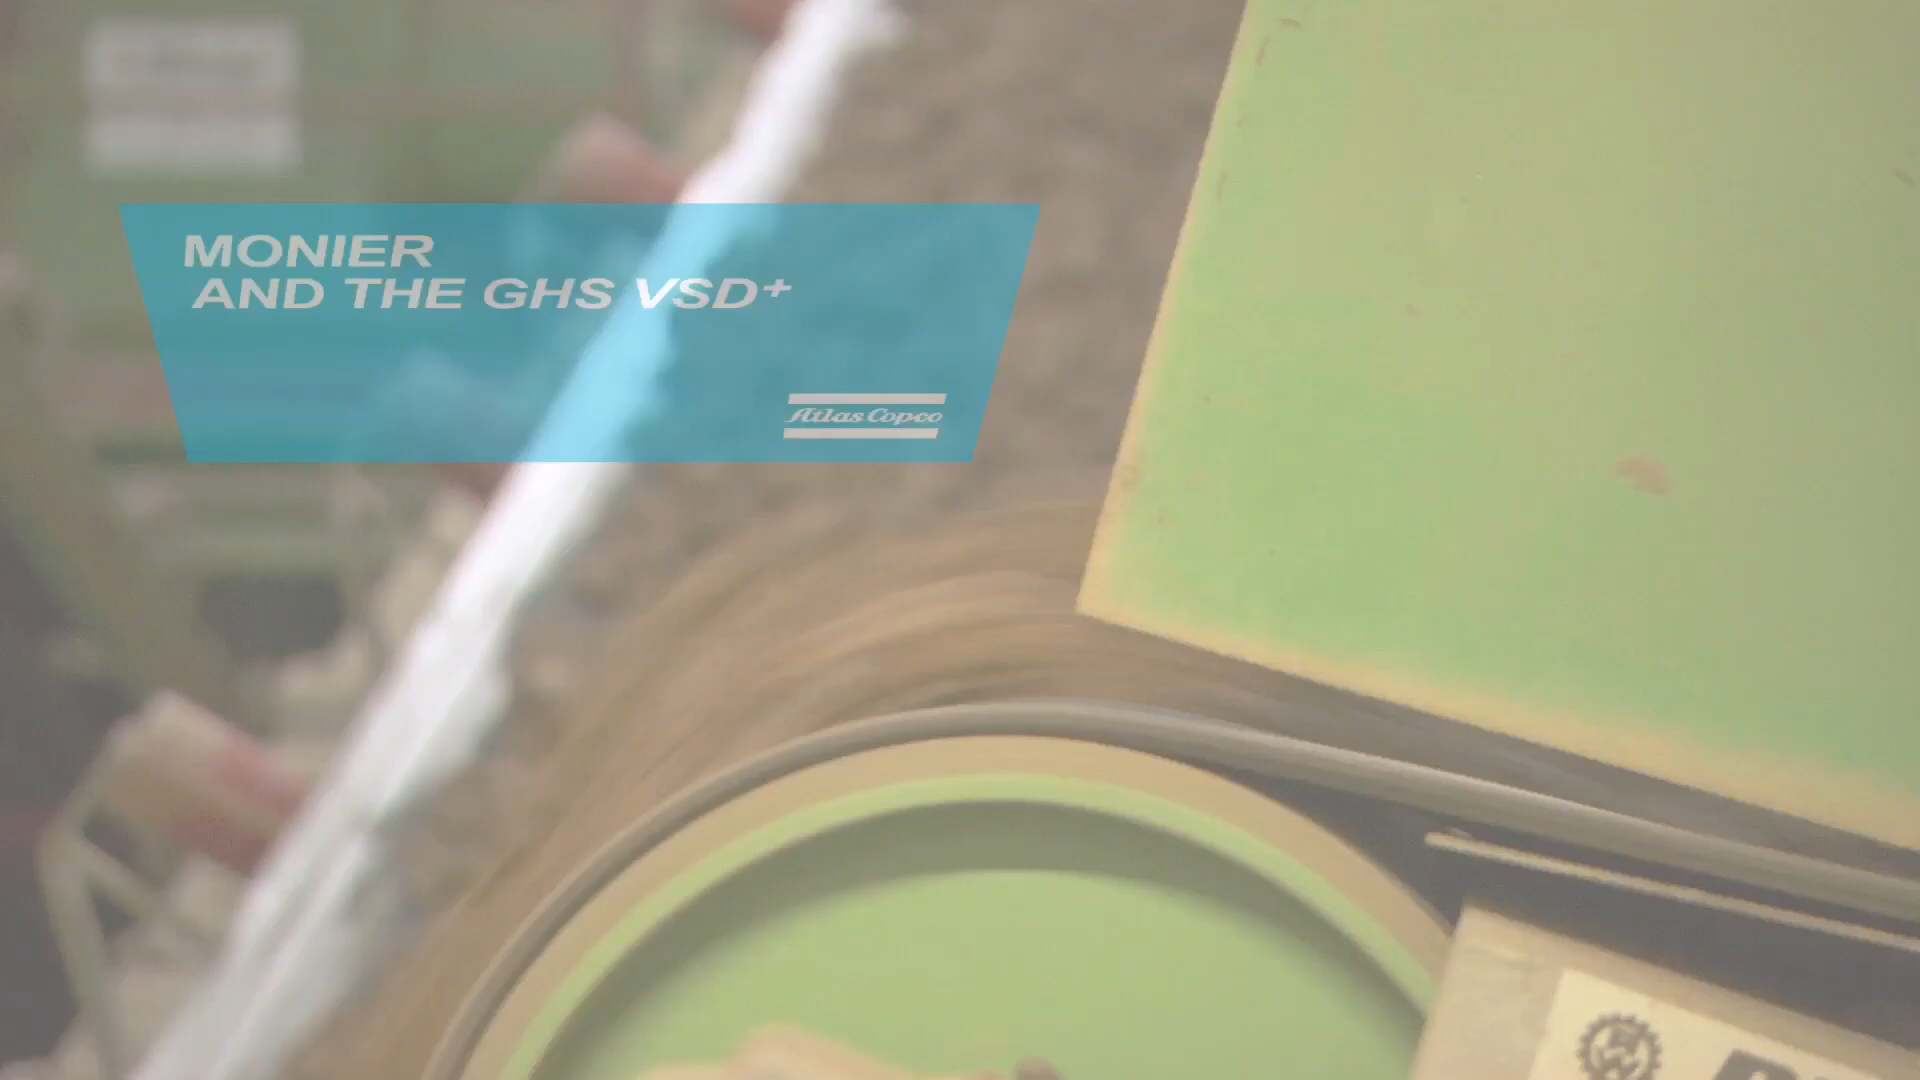 MONIER
AND THE GHS VSD+
Atlas Copco